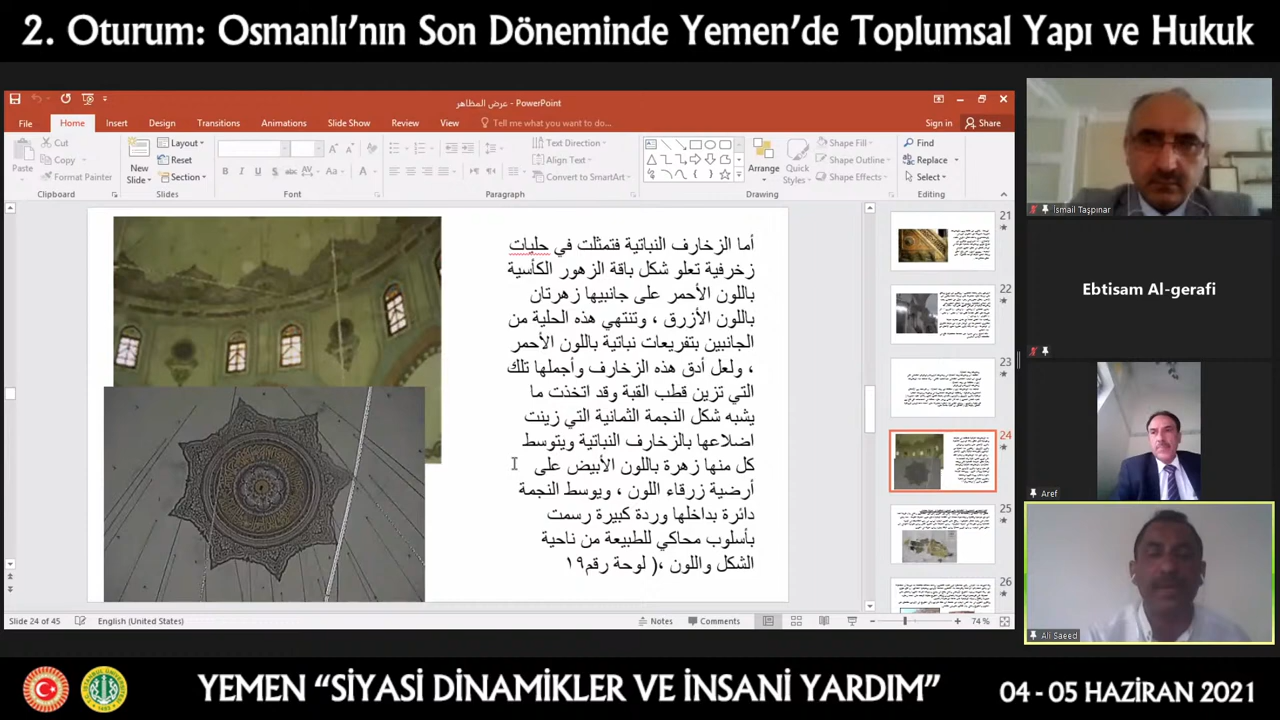 2. Oturum: Osmanlı’nın Son Döneminde Yemen’de Toplumsal Yapı ve Hukuk
عرض المظاهر - PowerPoint
File Home Insert Design Transitions Animations Slide Show Review View Tell me what you want to do... Sign in Share
Paste
Cut
Copy
Format Painter
Clipboard
New Slide
Layout
Reset
Section
Slides
B I U S abc Aa A
Font
Text Direction
Align Text
Convert to SmartArt
Paragraph
Arrange
Quick Styles
Shape Fill
Shape Outline
Shape Effects
Drawing
Find
Replace
Select
Editing
أما الزخارف النباتية فتمثلت في حليات
زخرفية تعلو شكل باقة الزهور الكأسية
باللون الأحمر على جانبيها زهرتان
باللون الأزرق ، وتنتهي هذه الحلية من
الجانبين بتفريعات نباتية باللون الأحمر
، ولعل أدق هذه الزخارف وأجملها تلك
التي تزين قطب القبة وقد اتخذت ما
يشبه شكل النجمة الثمانية التي زينت
اضلاعها بالزخارف النباتية ويتوسط
كل منها زهرة باللون الأبيض على
أرضية زرقاء اللون ، ويوسط النجمة
دائرة بداخلها وردة كبيرة رسمت
بأسلوب محاكي للطبيعة من ناحية
الشكل واللون ،( لوحة رقم١٩
21
22
23
24
25
26
Slide 24 of 45 English (United States) Notes Comments 74 %
İsmail Taşpınar
Ebtisam Al-gerafi
Aref
Ali Saeed
YEMEN “SİYASİ DİNAMİKLER VE İNSANİ YARDIM”
04 - 05 HAZİRAN 2021